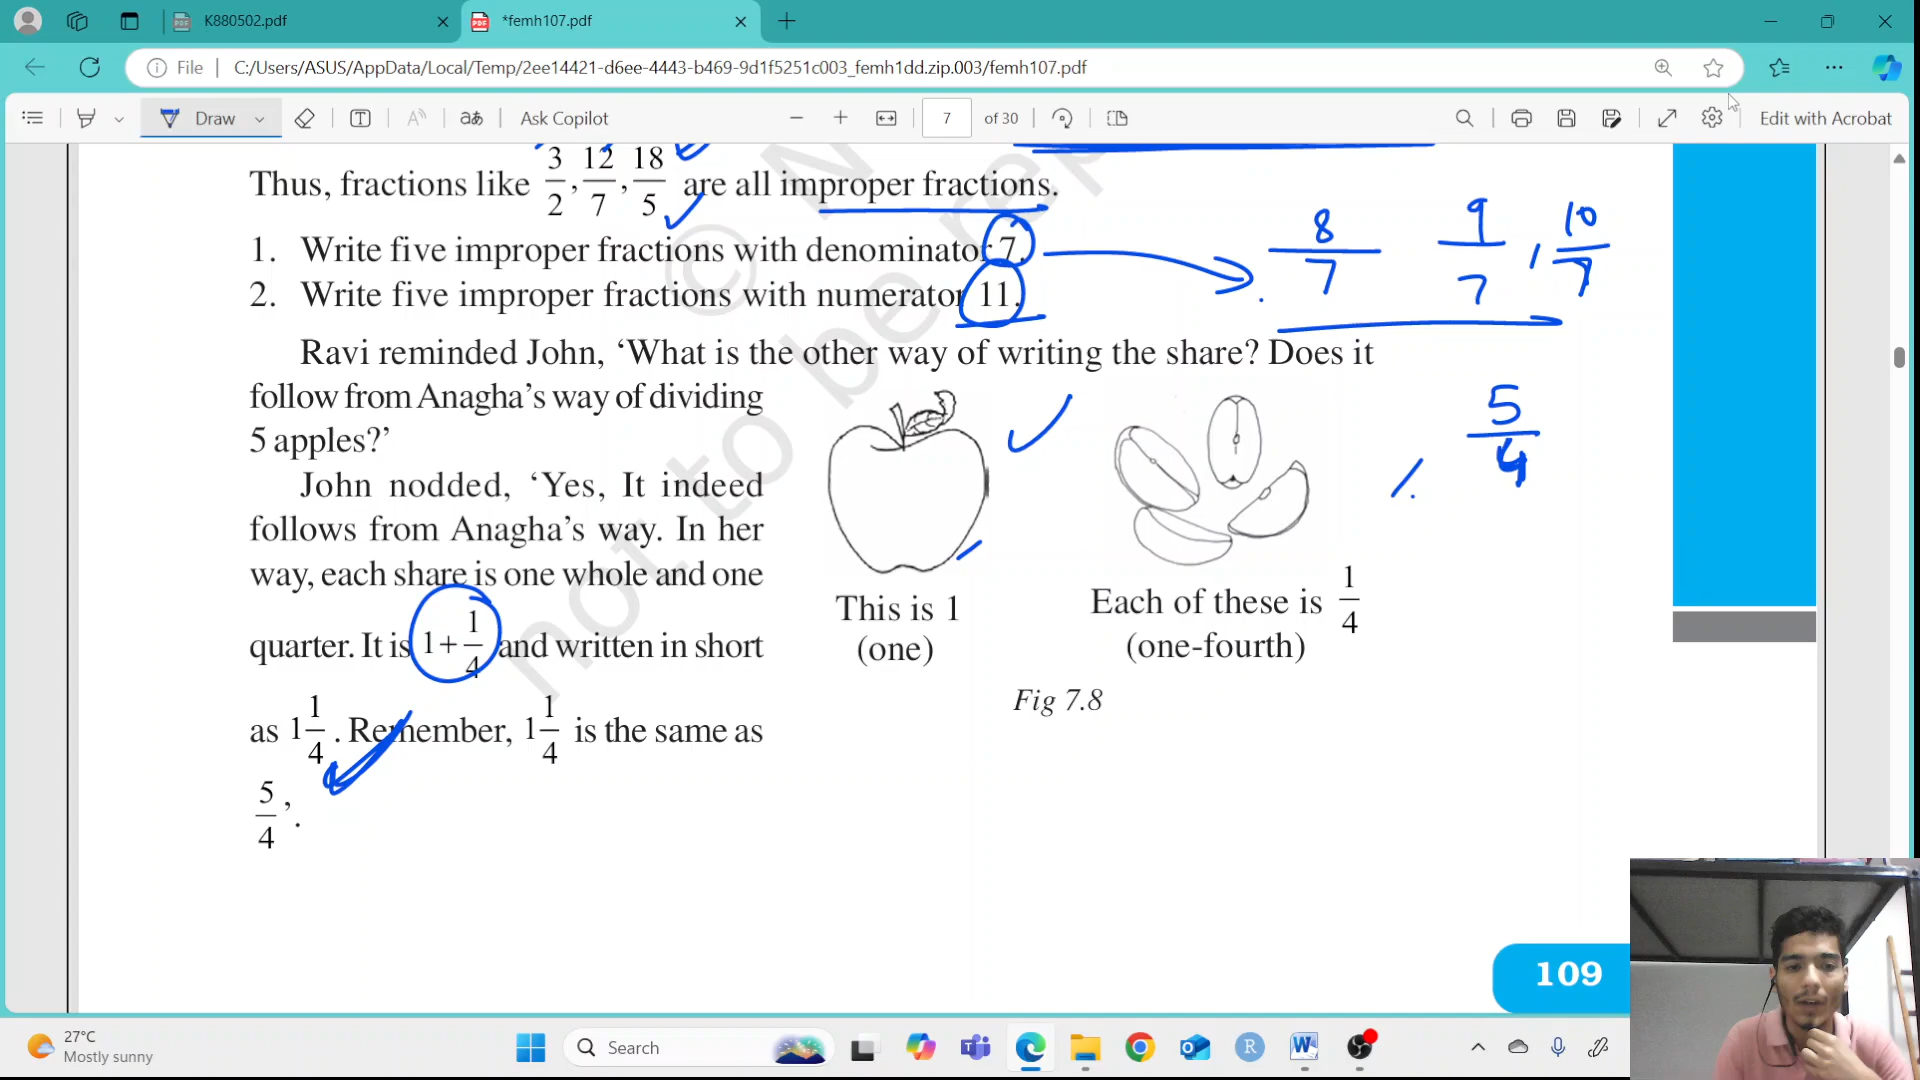 K880502.pdf
*femh107.pdf
File
C:/Users/ASUS/AppData/Local/Temp/2ee14421-d6ee-4443-b469-9d1f5251c003_femh1dd.zip.003/femh107.pdf
Draw
aあ
Ask Copilot
7 of 30
Edit with Acrobat
Thus, fractions like 3/2, 12/7, 18/5 are all improper fractions.
1. Write five improper fractions with denominator 7.
2. Write five improper fractions with numerator 11.
8/7 9/7, 10/7
Ravi reminded John, ‘What is the other way of writing the share? Does it
follow from Anagha’s way of dividing
5 apples?’
John nodded, ‘Yes, It indeed
follows from Anagha’s way. In her
way, each share is one whole and one
quarter. It is 1+1/4 and written in short
as 1 1/4. Remember, 1 1/4 is the same as
5/4’.
5/4
This is 1
(one)
Each of these is 1/4
(one-fourth)
Fig 7.8
not to be rep
109
27°C
Mostly sunny
Search